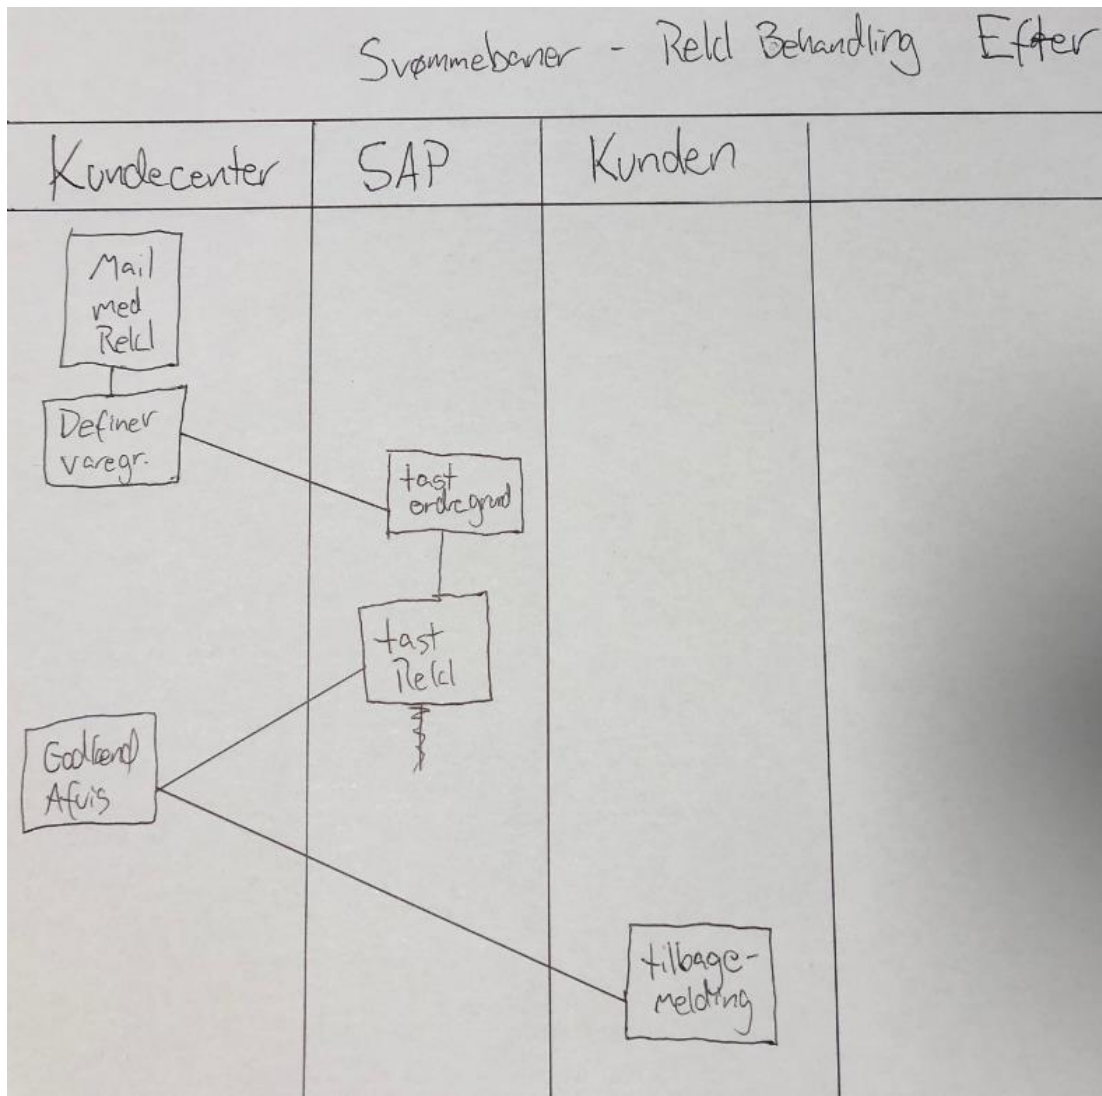 Svømmebaner - Rekl Behandling Efter
Kundecenter
SAP
Kunden
Mail
med
Rekl
Definer
varegr.
tast
ordregrund
tast
Rekl
Godkend
Afvis
tilbage-
melding